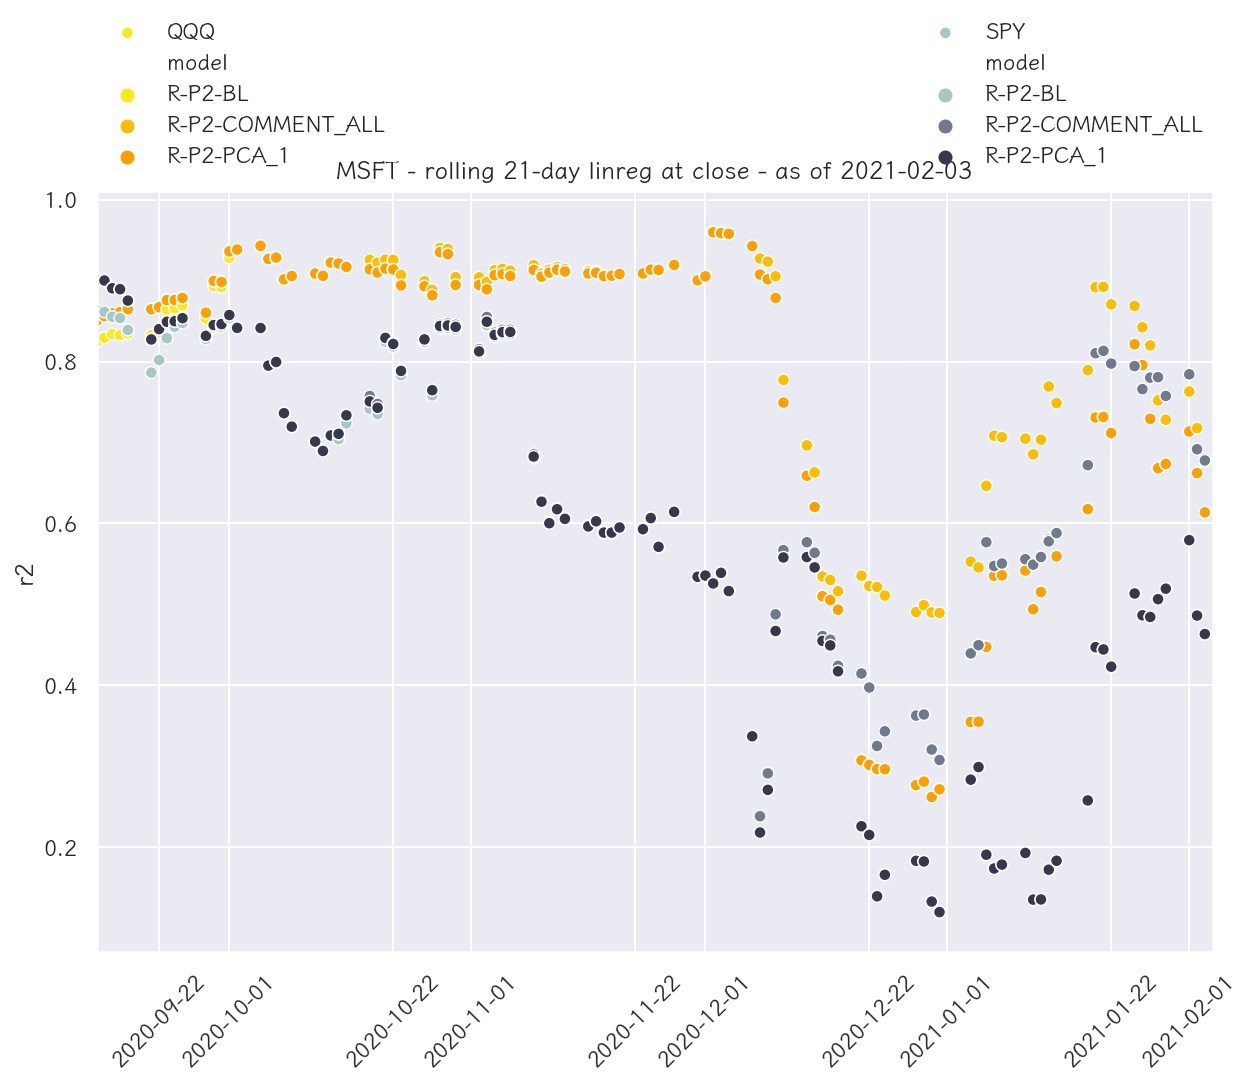 QQQ
model
R-P2-BL
R-P2-COMMENT_ALL
R-P2-PCA_1
SPY
model
R-P2-BL
R-P2-COMMENT_ALL
R-P2-PCA_1
MSFT - rolling 21-day linreg at close - as of 2021-02-03
1.0
0.8
0.6
0.4
0.2
r2
2020-09-22
2020-10-01
2020-10-22
2020-11-01
2020-11-22
2020-12-01
2020-12-22
2021-01-01
2021-01-22
2021-02-01